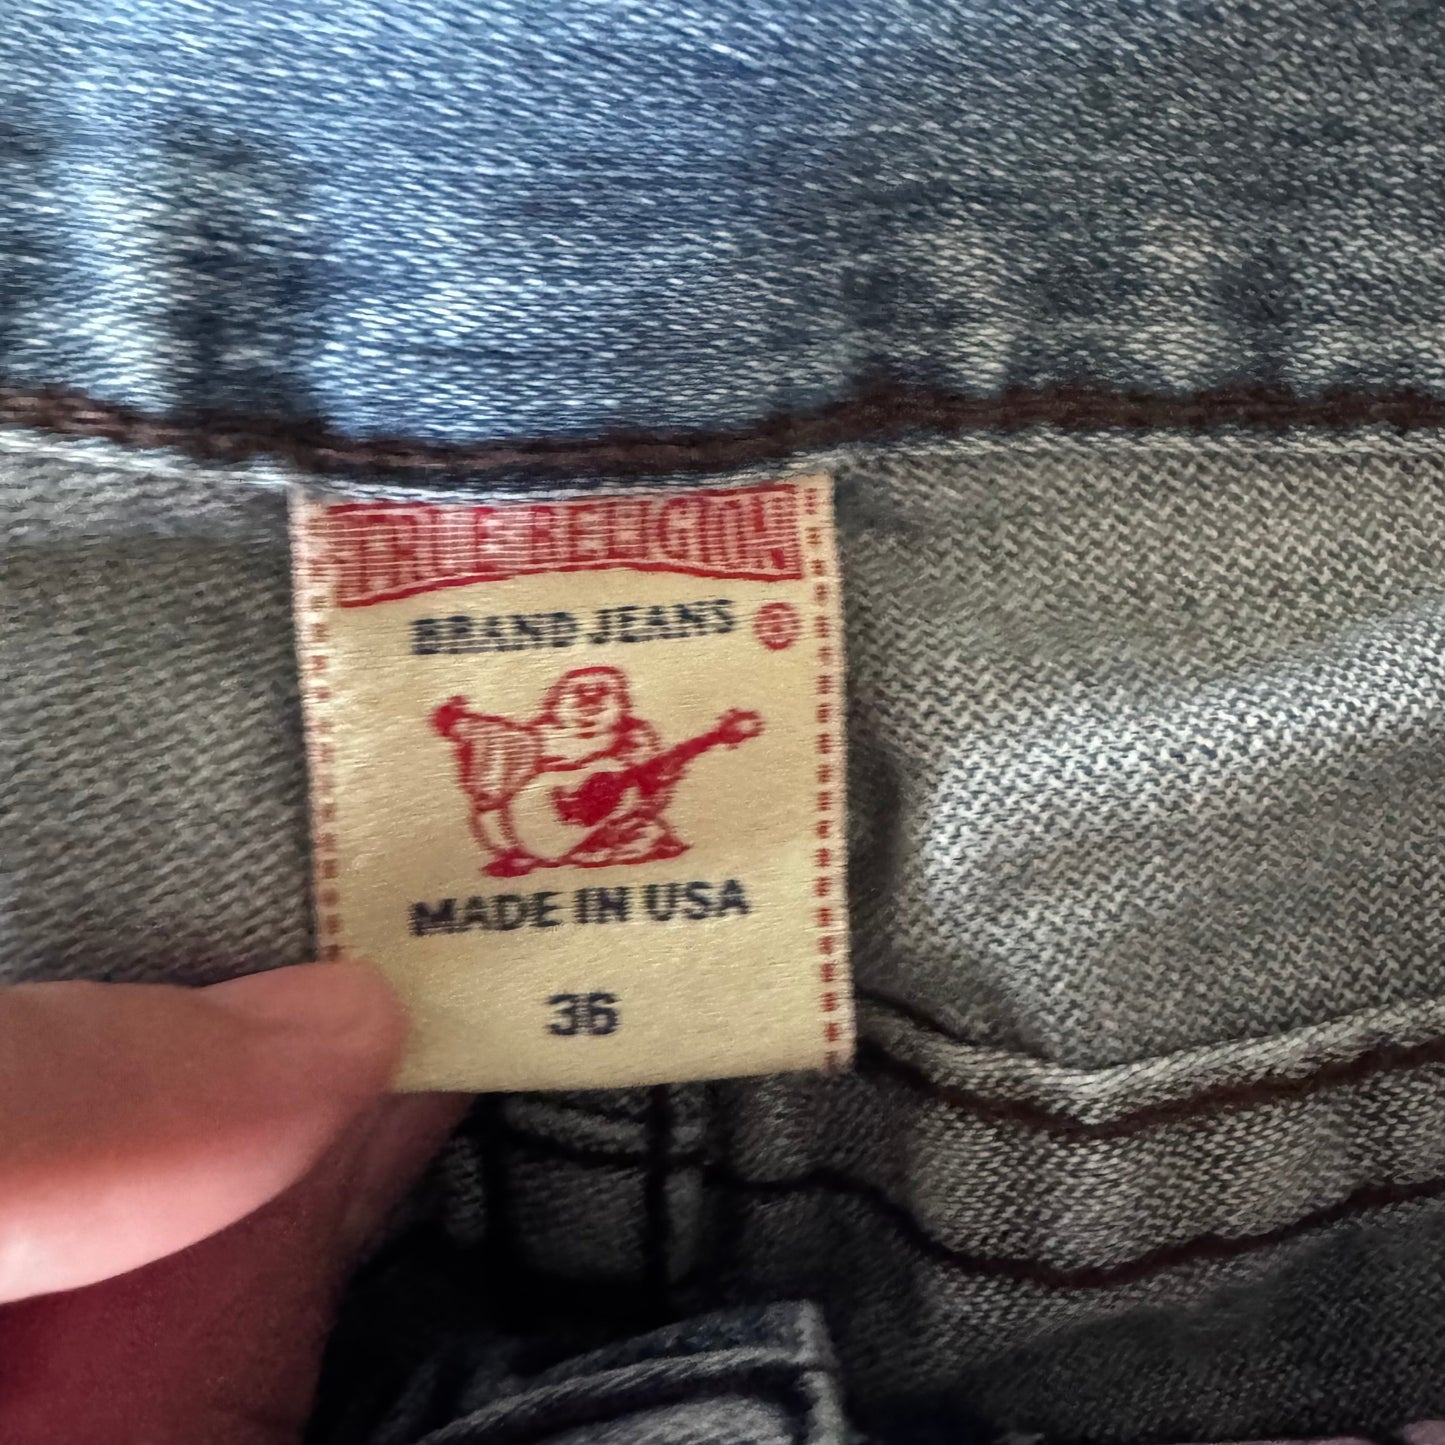 TRUE RELIGION
BRAND JEANS ®
MADE IN USA
36